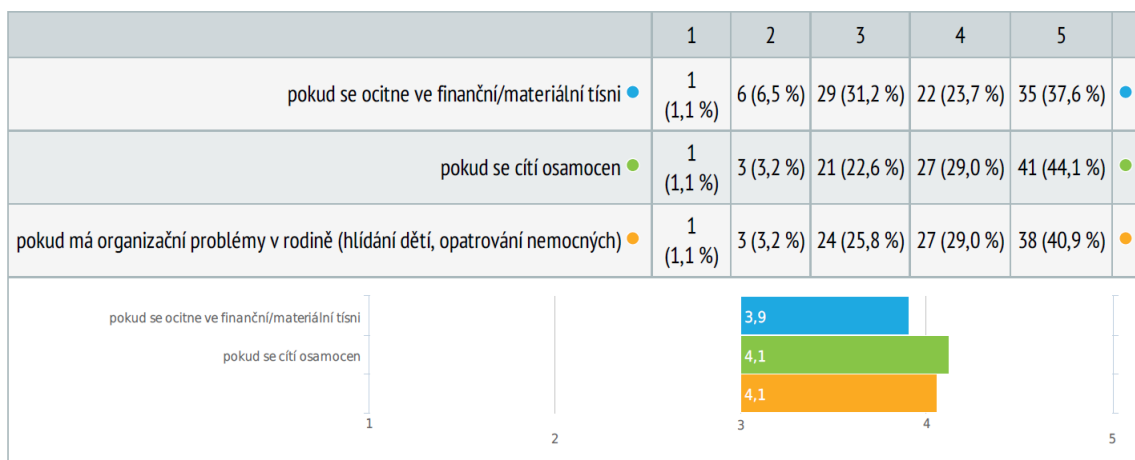 1 2 3 4 5
pokud se ocitne ve finanční/materiální tísni 1 (1,1 %) 6 (6,5 %) 29 (31,2 %) 22 (23,7 %) 35 (37,6 %)
pokud se cítí osamocen 1 (1,1 %) 3 (3,2 %) 21 (22,6 %) 27 (29,0 %) 41 (44,1 %)
pokud má organizační problémy v rodině (hlídání dětí, opatrování nemocných) 1 (1,1 %) 3 (3,2 %) 24 (25,8 %) 27 (29,0 %) 38 (40,9 %)
pokud se ocitne ve finanční/materiální tísni 3,9
pokud se cítí osamocen 4,1
4,1
1 2 3 4 5